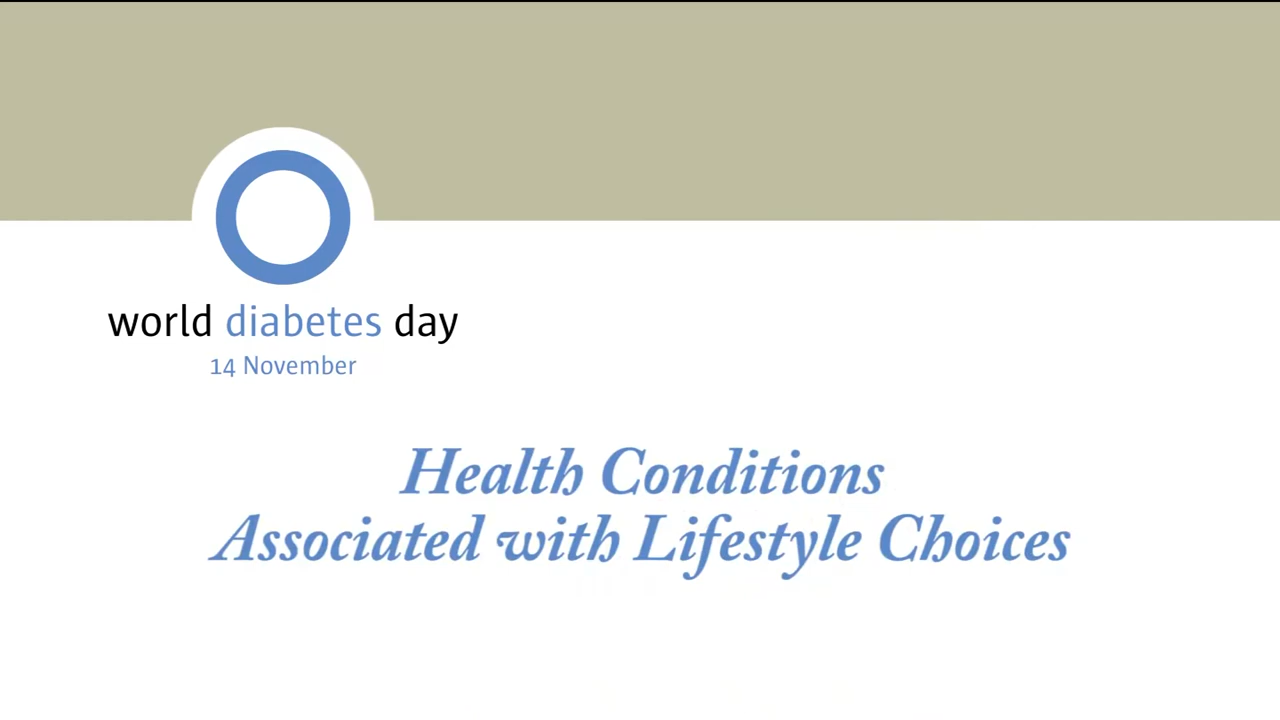 world diabetes day
14 November
Health Conditions
Associated with Lifestyle Choices